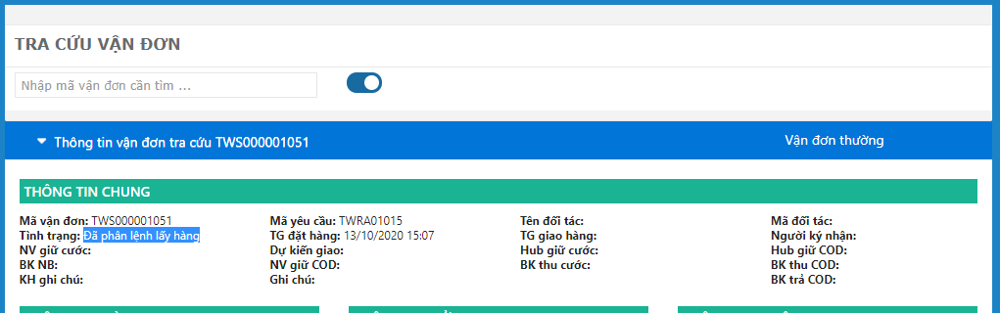 TRA CỨU VẬN ĐƠN
Nhập mã vận đơn cần tìm ...
Thông tin vận đơn tra cứu TWS000001051 Vận đơn thường
THÔNG TIN CHUNG
Mã vận đơn: TWS000001051 Mã yêu cầu: TWRA01015 Tên đối tác: Mã đối tác:
Tình trạng: Đã phân lệnh lấy hàng TG đặt hàng: 13/10/2020 15:07 TG giao hàng: Người ký nhận:
NV giữ cước: Dự kiến giao: Hub giữ cước: Hub giữ COD:
BK NB: NV giữ COD: BK thu cước: BK thu COD:
KH ghi chú: Ghi chú: BK trả COD: